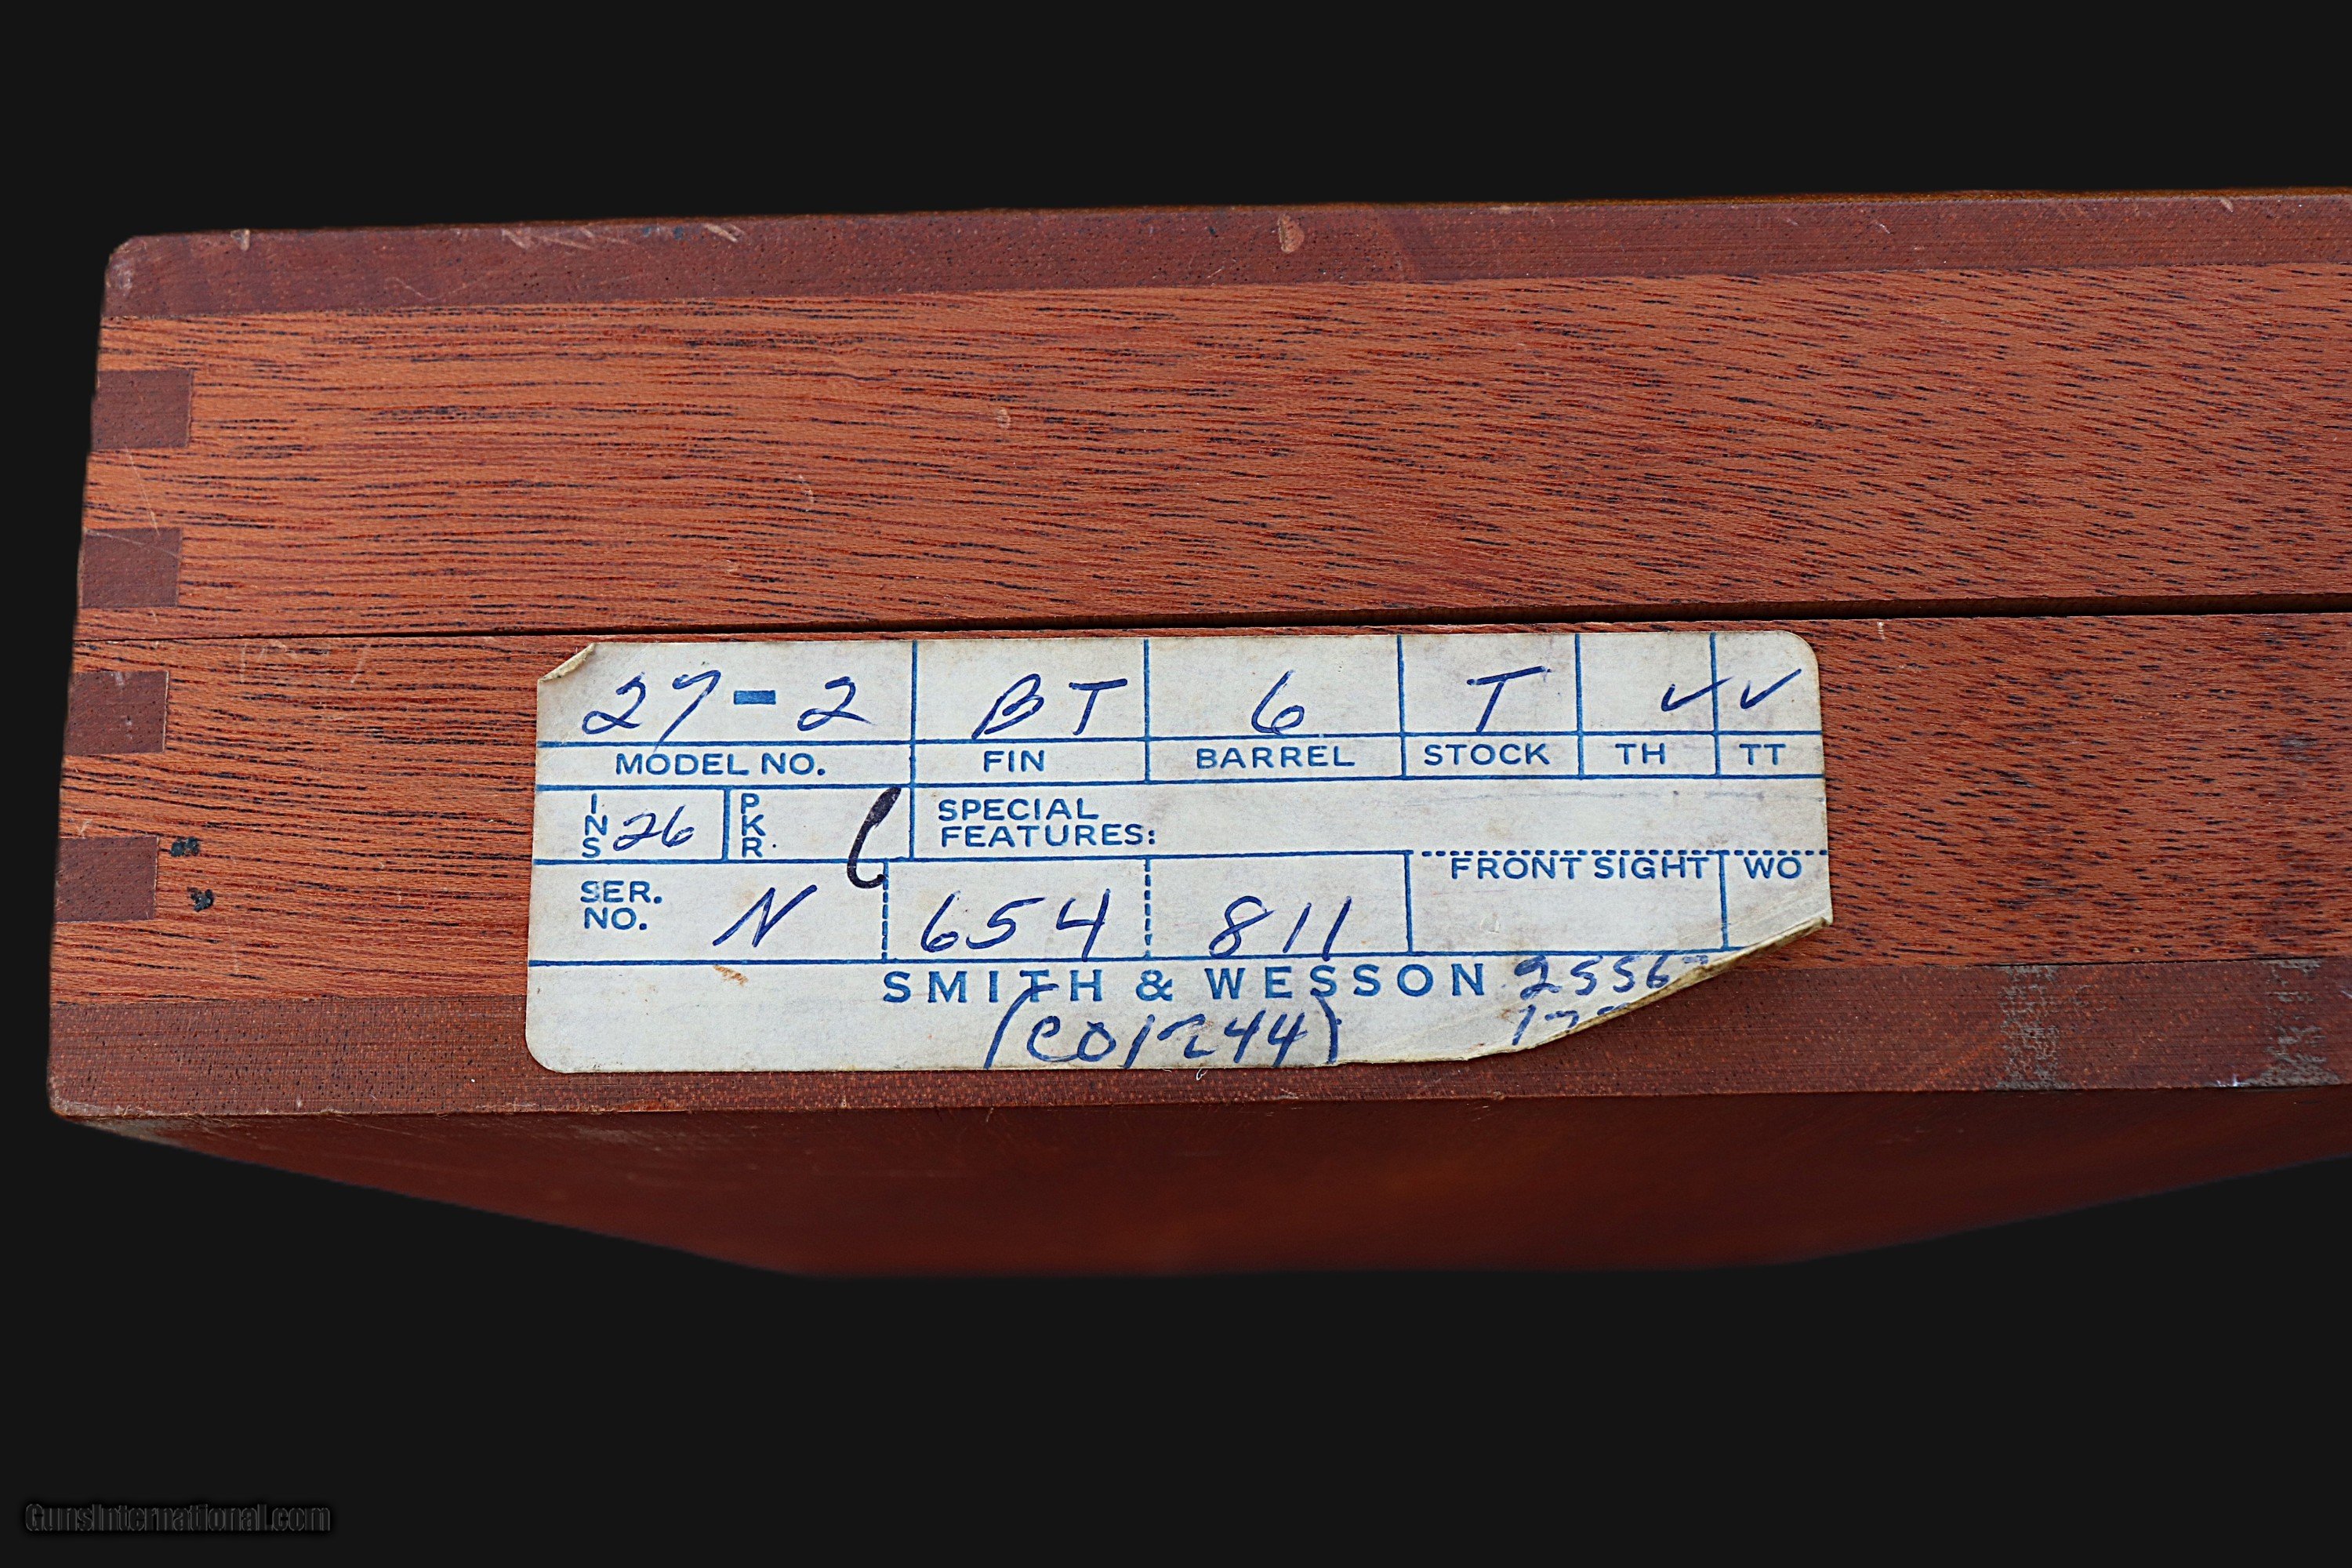 27-2 BT 6 T ✓ ✓
MODEL NO. FIN BARREL STOCK TH TT
INS 26 PKR. SPECIAL
FEATURES:
FRONT SIGHT WO
SER.
NO. N 654 811
SMITH & WESSON 2556
GunsInternational.com